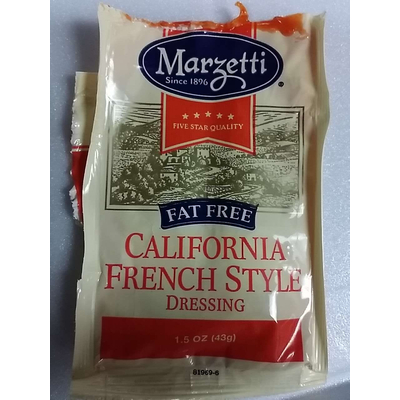 Marzetti
Since 1896
®
FIVE STAR QUALITY
FAT FREE
CALIFORNIA
FRENCH STYLE
DRESSING
1.5 OZ (43g)
81969-6